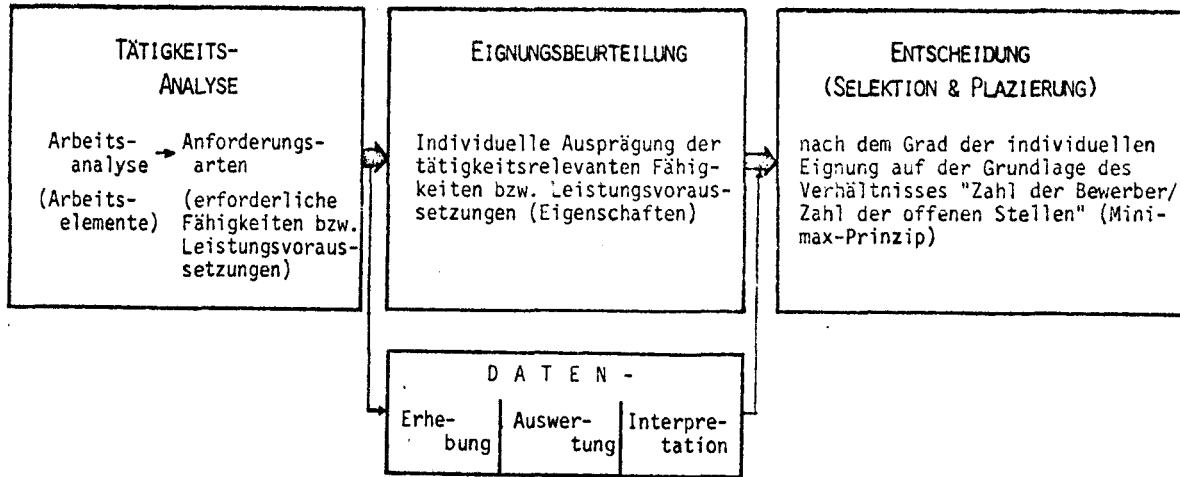 TÄTIGKEITS-
ANALYSE
Arbeits-
analyse → Anforderungs-
arten
(Arbeits-
elemente)
(erforderliche
Fähigkeiten bzw.
Leistungsvoraus-
setzungen)
EIGNUNGSBEURTEILUNG
Individuelle Ausprägung der
tätigkeitsrelevanten Fähig-
keiten bzw. Leistungsvoraus-
setzungen (Eigenschaften)
ENTSCHEIDUNG
(SELEKTION & PLAZIERUNG)
nach dem Grad der individuellen
Eignung auf der Grundlage des
Verhältnisses "Zahl der Bewerber/
Zahl der offenen Stellen" (Mini-
max-Prinzip)
D A T E N -
Erhe-
bung
Auswer-
tung
Interpre-
tation